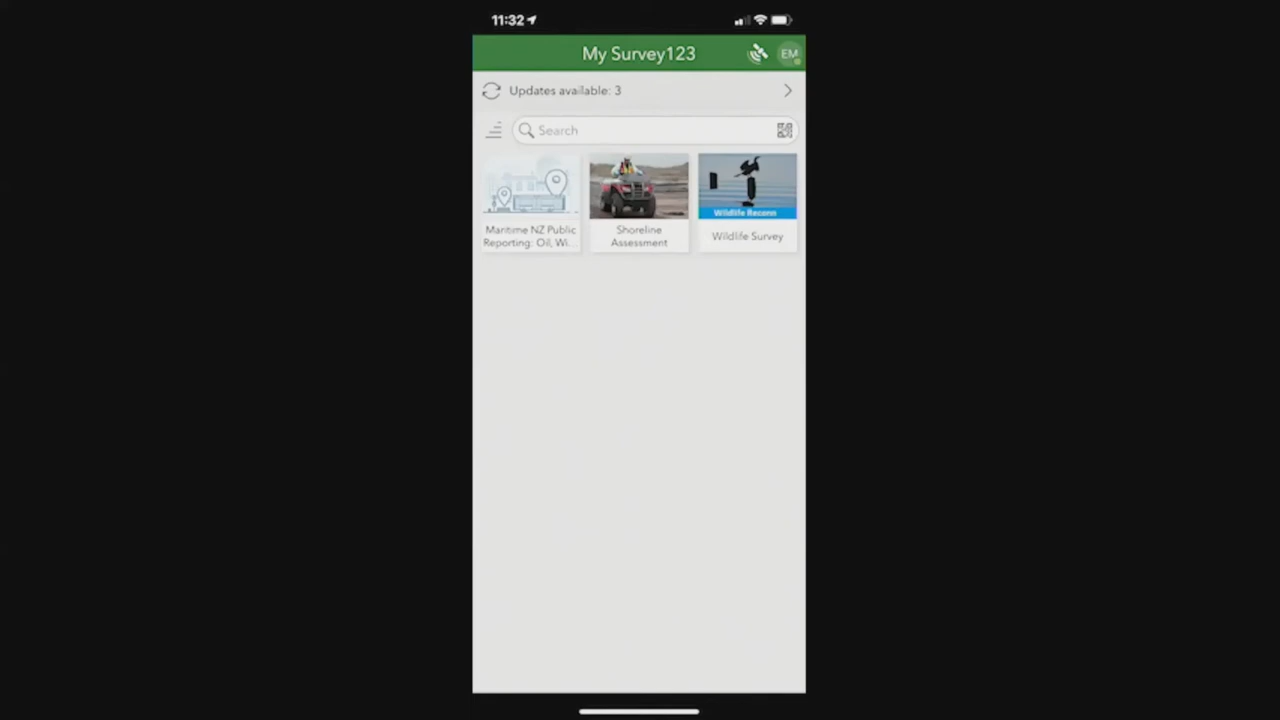 11:32
My Survey123
EM
Updates available: 3
Search
Maritime NZ Public
Reporting: Oil, Wi...
Shoreline
Assessment
Wildlife Reconn
Wildlife Survey